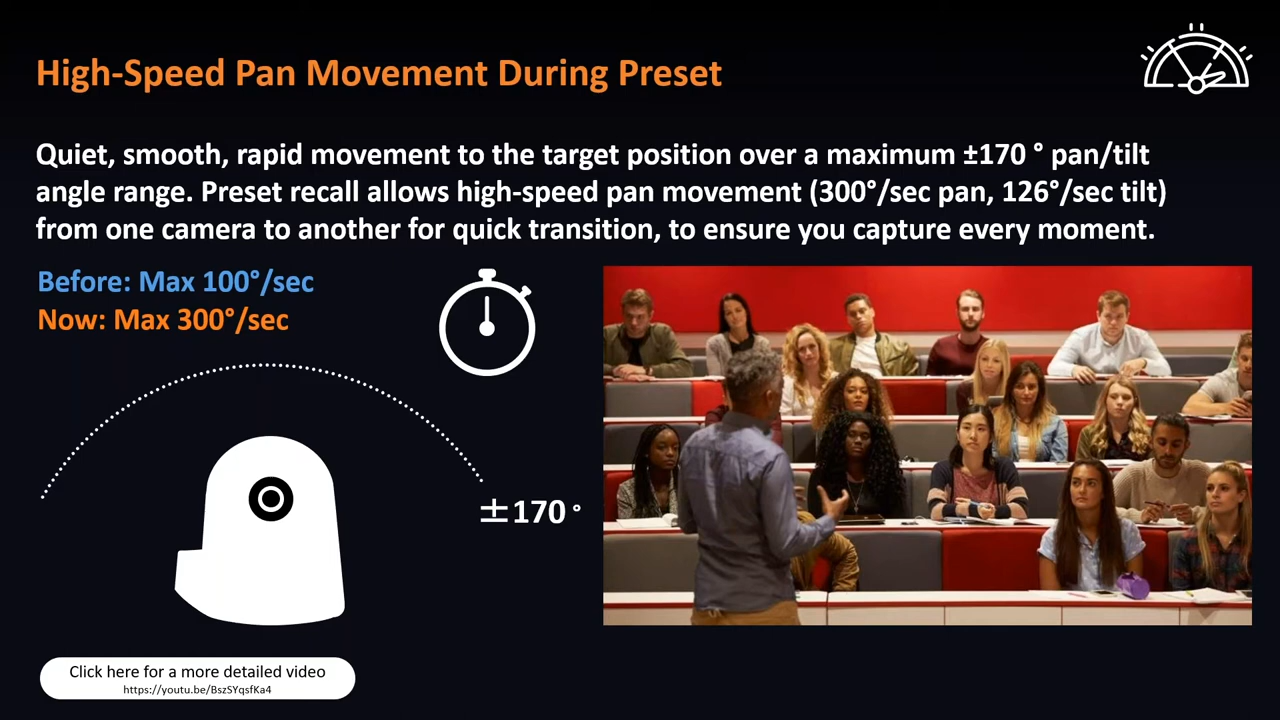 High-Speed Pan Movement During Preset
Quiet, smooth, rapid movement to the target position over a maximum ±170 ° pan/tilt
angle range. Preset recall allows high-speed pan movement (300°/sec pan, 126°/sec tilt)
from one camera to another for quick transition, to ensure you capture every moment.
Before: Max 100°/sec
Now: Max 300°/sec
±170 °
Click here for a more detailed video
https://youtu.be/BszSYqsfKa4